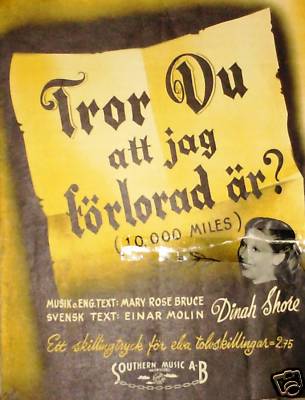 Tror Du
att jag
förlorad är?
(10.000 MILES)
MUSIK & ENG. TEXT: MARY ROSE BRUCE
SVENSK TEXT: EINAR MOLIN
Dinah Shore
Ett skillingtryck för elva tolvskillingar = 2.75
SOUTHERN MUSIC A-B